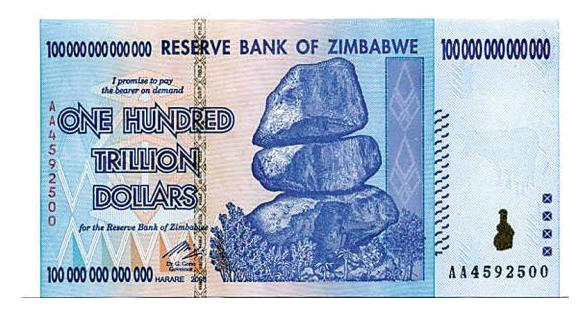 100 000 000 000 000 RESERVE BANK OF ZIMBABWE 100 000 000 000 000
I promise to pay
the bearer on demand
ONE HUNDRED
TRILLION
DOLLARS
for the Reserve Bank of Zimbabwe
Dr G. Gono
Governor
100 000 000 000 000 HARARE 2008
AA4592500
AA4592500